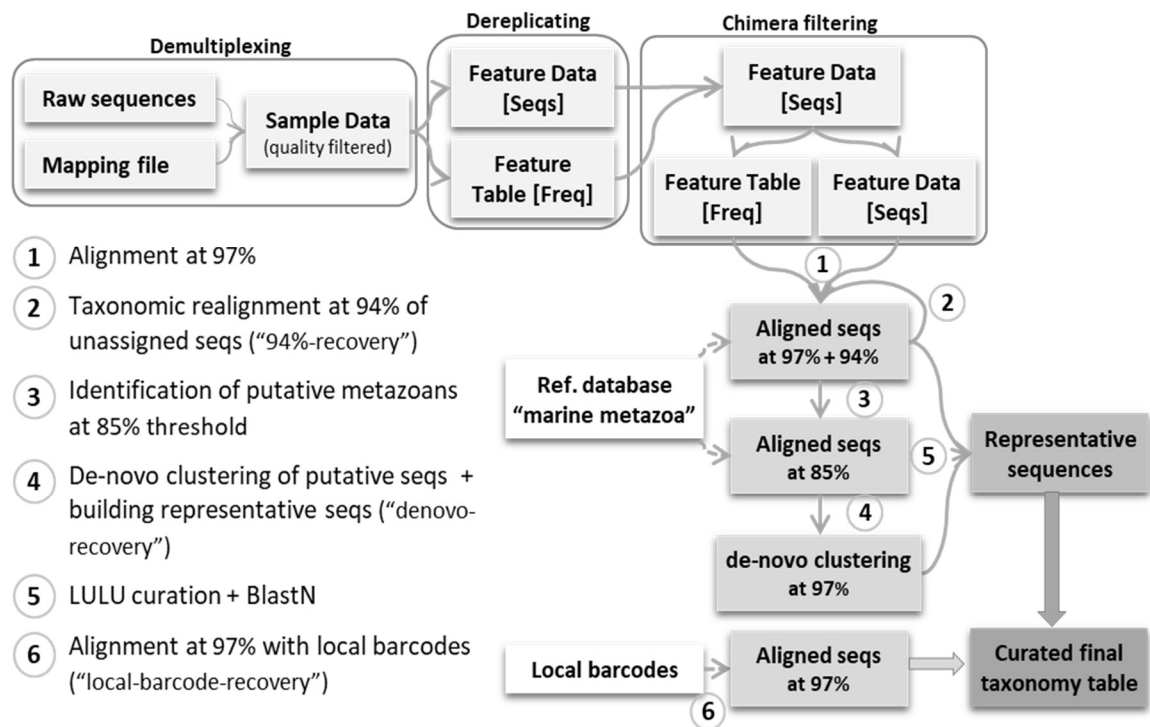 Demultiplexing
Raw sequences
Mapping file
Sample Data
(quality filtered)
Dereplicating
Feature Data
[Seqs]
Feature
Table [Freq]
Chimera filtering
Feature Data
[Seqs]
Feature Table
[Freq]
Feature Data
[Seqs]
1 Alignment at 97%
2 Taxonomic realignment at 94% of
unassigned seqs (“94%-recovery”)
3 Identification of putative metazoans
at 85% threshold
4 De-novo clustering of putative seqs +
building representative seqs (“denovo-
recovery”)
5 LULU curation + BlastN
6 Alignment at 97% with local barcodes
(“local-barcode-recovery”)
1
2
Aligned seqs
at 97% + 94%
Ref. database
“marine metazoa”
3
Aligned seqs
at 85%
5
Representative
sequences
4
de-novo clustering
at 97%
Local barcodes
6
Aligned seqs
at 97%
Curated final
taxonomy table